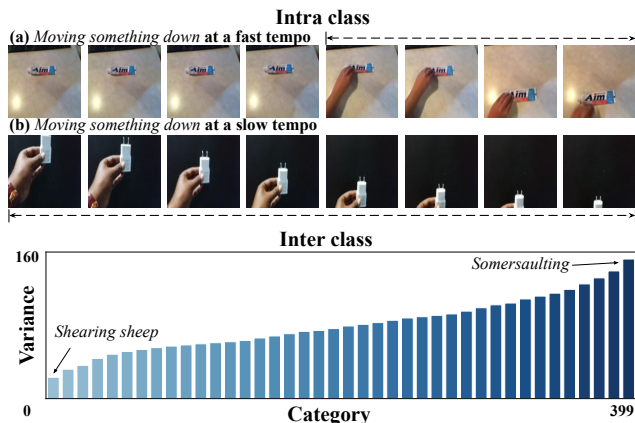 Intra class
(a) Moving something down at a fast tempo
Aim Aim Aim Aim Aim Aim Aim Aim
(b) Moving something down at a slow tempo
Inter class
160
Variance
Somersaulting
Shearing sheep
0
Category
399